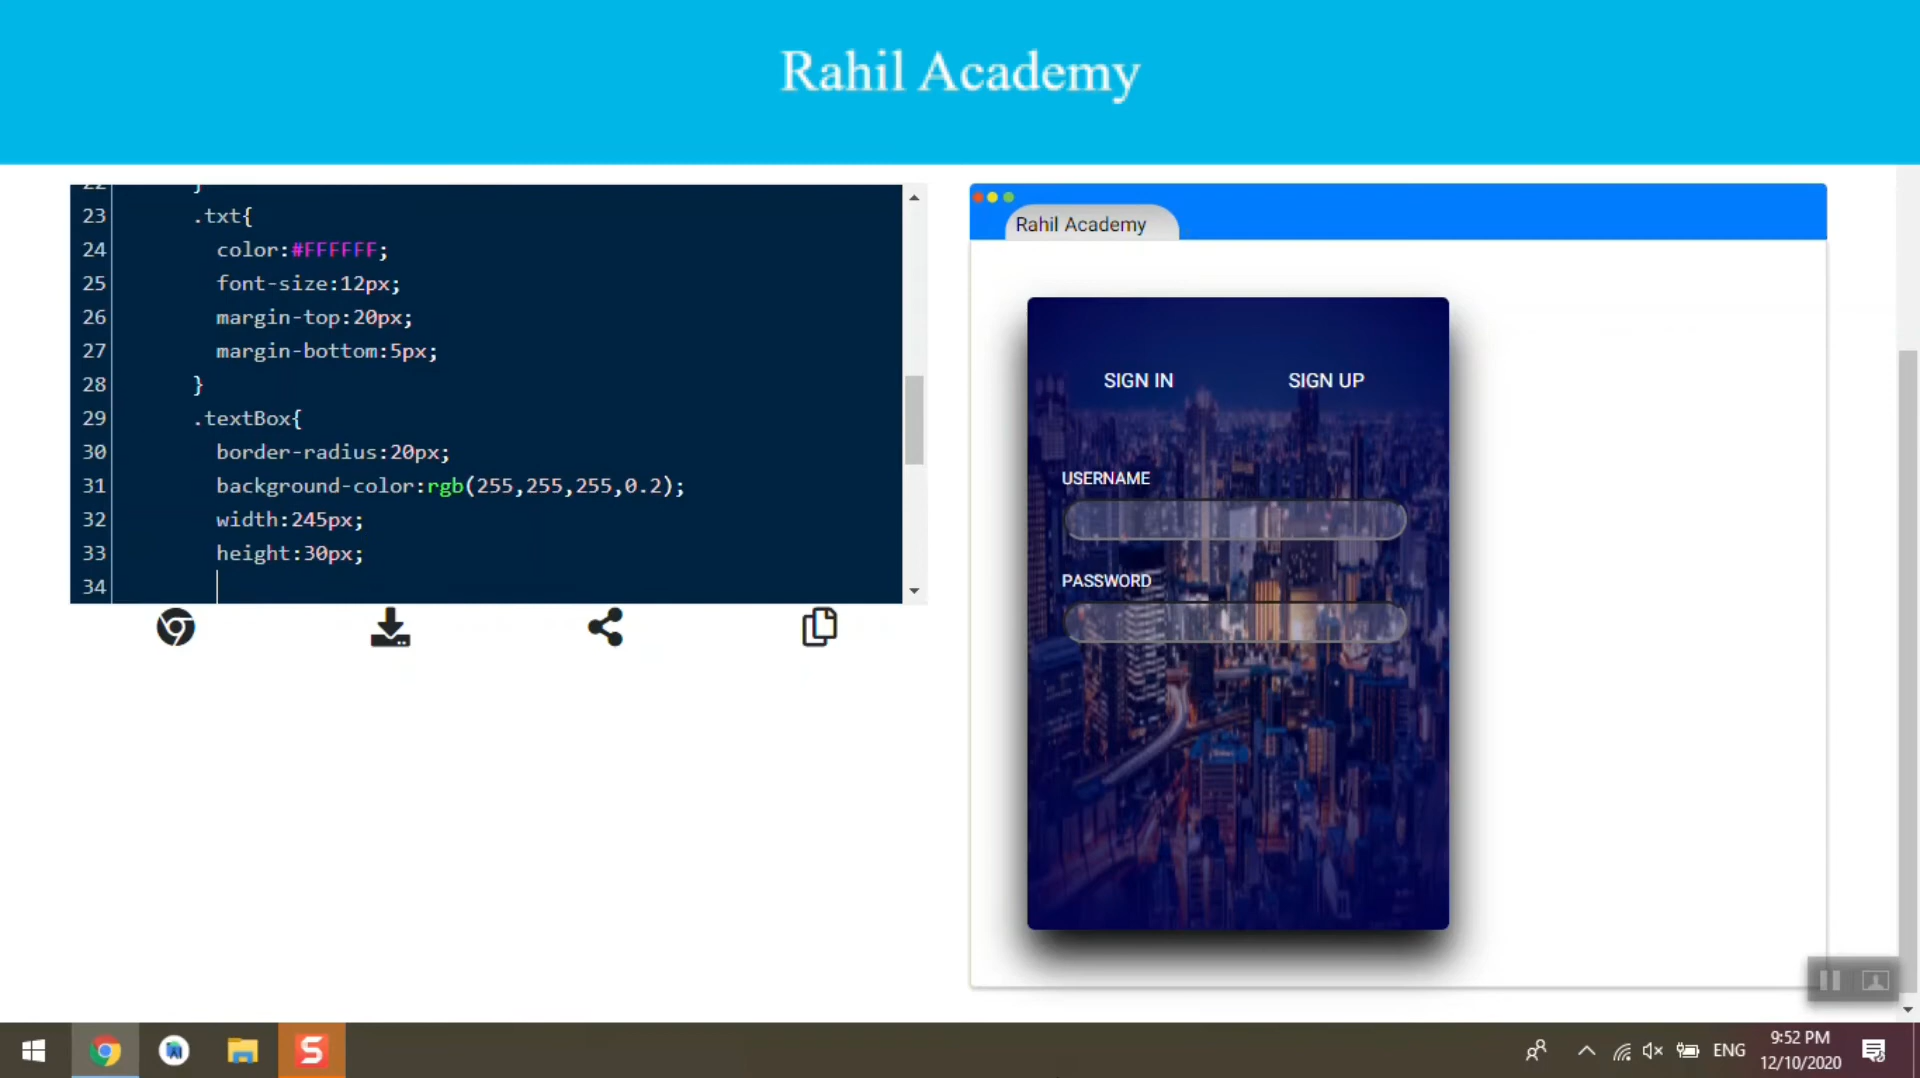 Rahil Academy
22 }
23 .txt{
24 color:#FFFFFF;
25 font-size:12px;
26 margin-top:20px;
27 margin-bottom:5px;
28 }
29 .textBox{
30 border-radius:20px;
31 background-color:rgb(255,255,255,0.2);
32 width:245px;
33 height:30px;
34
Rahil Academy
SIGN IN SIGN UP
USERNAME
PASSWORD
ENG
9:52 PM
12/10/2020